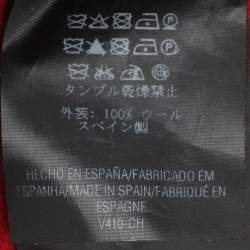 タンブル乾燥禁止
外装: 100% ウール
スペイン製
HECHO EN ESPAÑA/FABRICADO EM
ESPANHA/MADE IN SPAIN/FABRIQUÉ EN
ESPAGNE
V410-CH